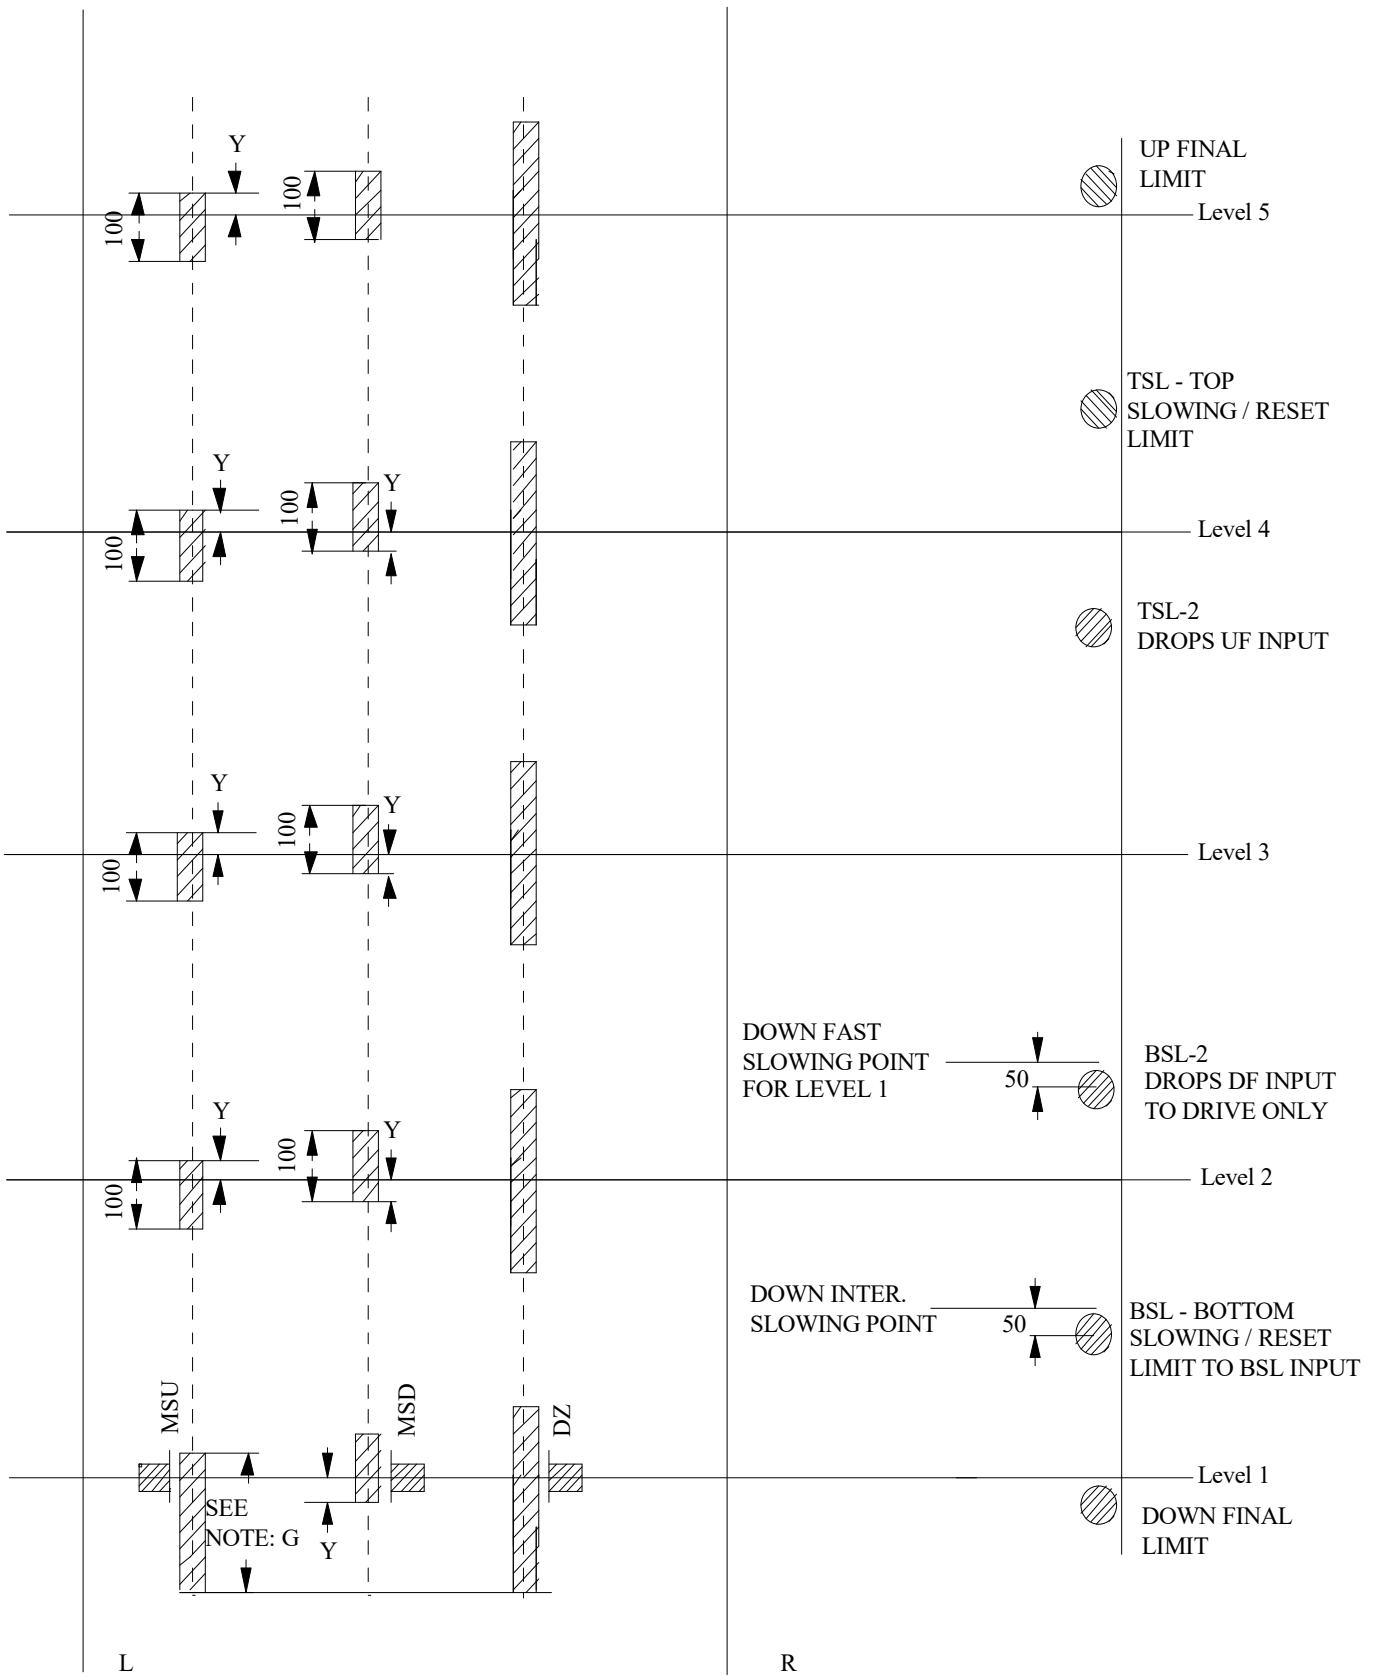 Y
100
100
UP FINAL
LIMIT
Level 5
TSL - TOP
SLOWING / RESET
LIMIT
Y
100
100
Y
Level 4
TSL-2
DROPS UF INPUT
Y
100
100
Y
Level 3
DOWN FAST
SLOWING POINT
FOR LEVEL 1
50
BSL-2
DROPS DF INPUT
TO DRIVE ONLY
Y
100
100
Y
Level 2
DOWN INTER.
SLOWING POINT
50
BSL - BOTTOM
SLOWING / RESET
LIMIT TO BSL INPUT
MSU
MSD
DZ
Level 1
SEE
NOTE: G
Y
DOWN FINAL
LIMIT
L
R